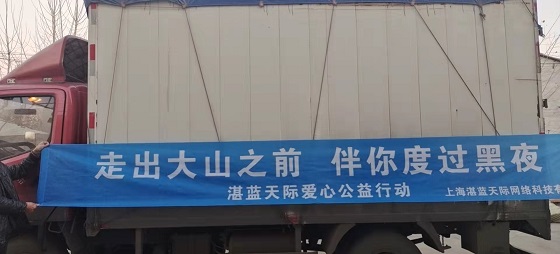 走出大山之前 伴你度过黑夜
湛蓝天际爱心公益行动 上海湛蓝天际网络科技